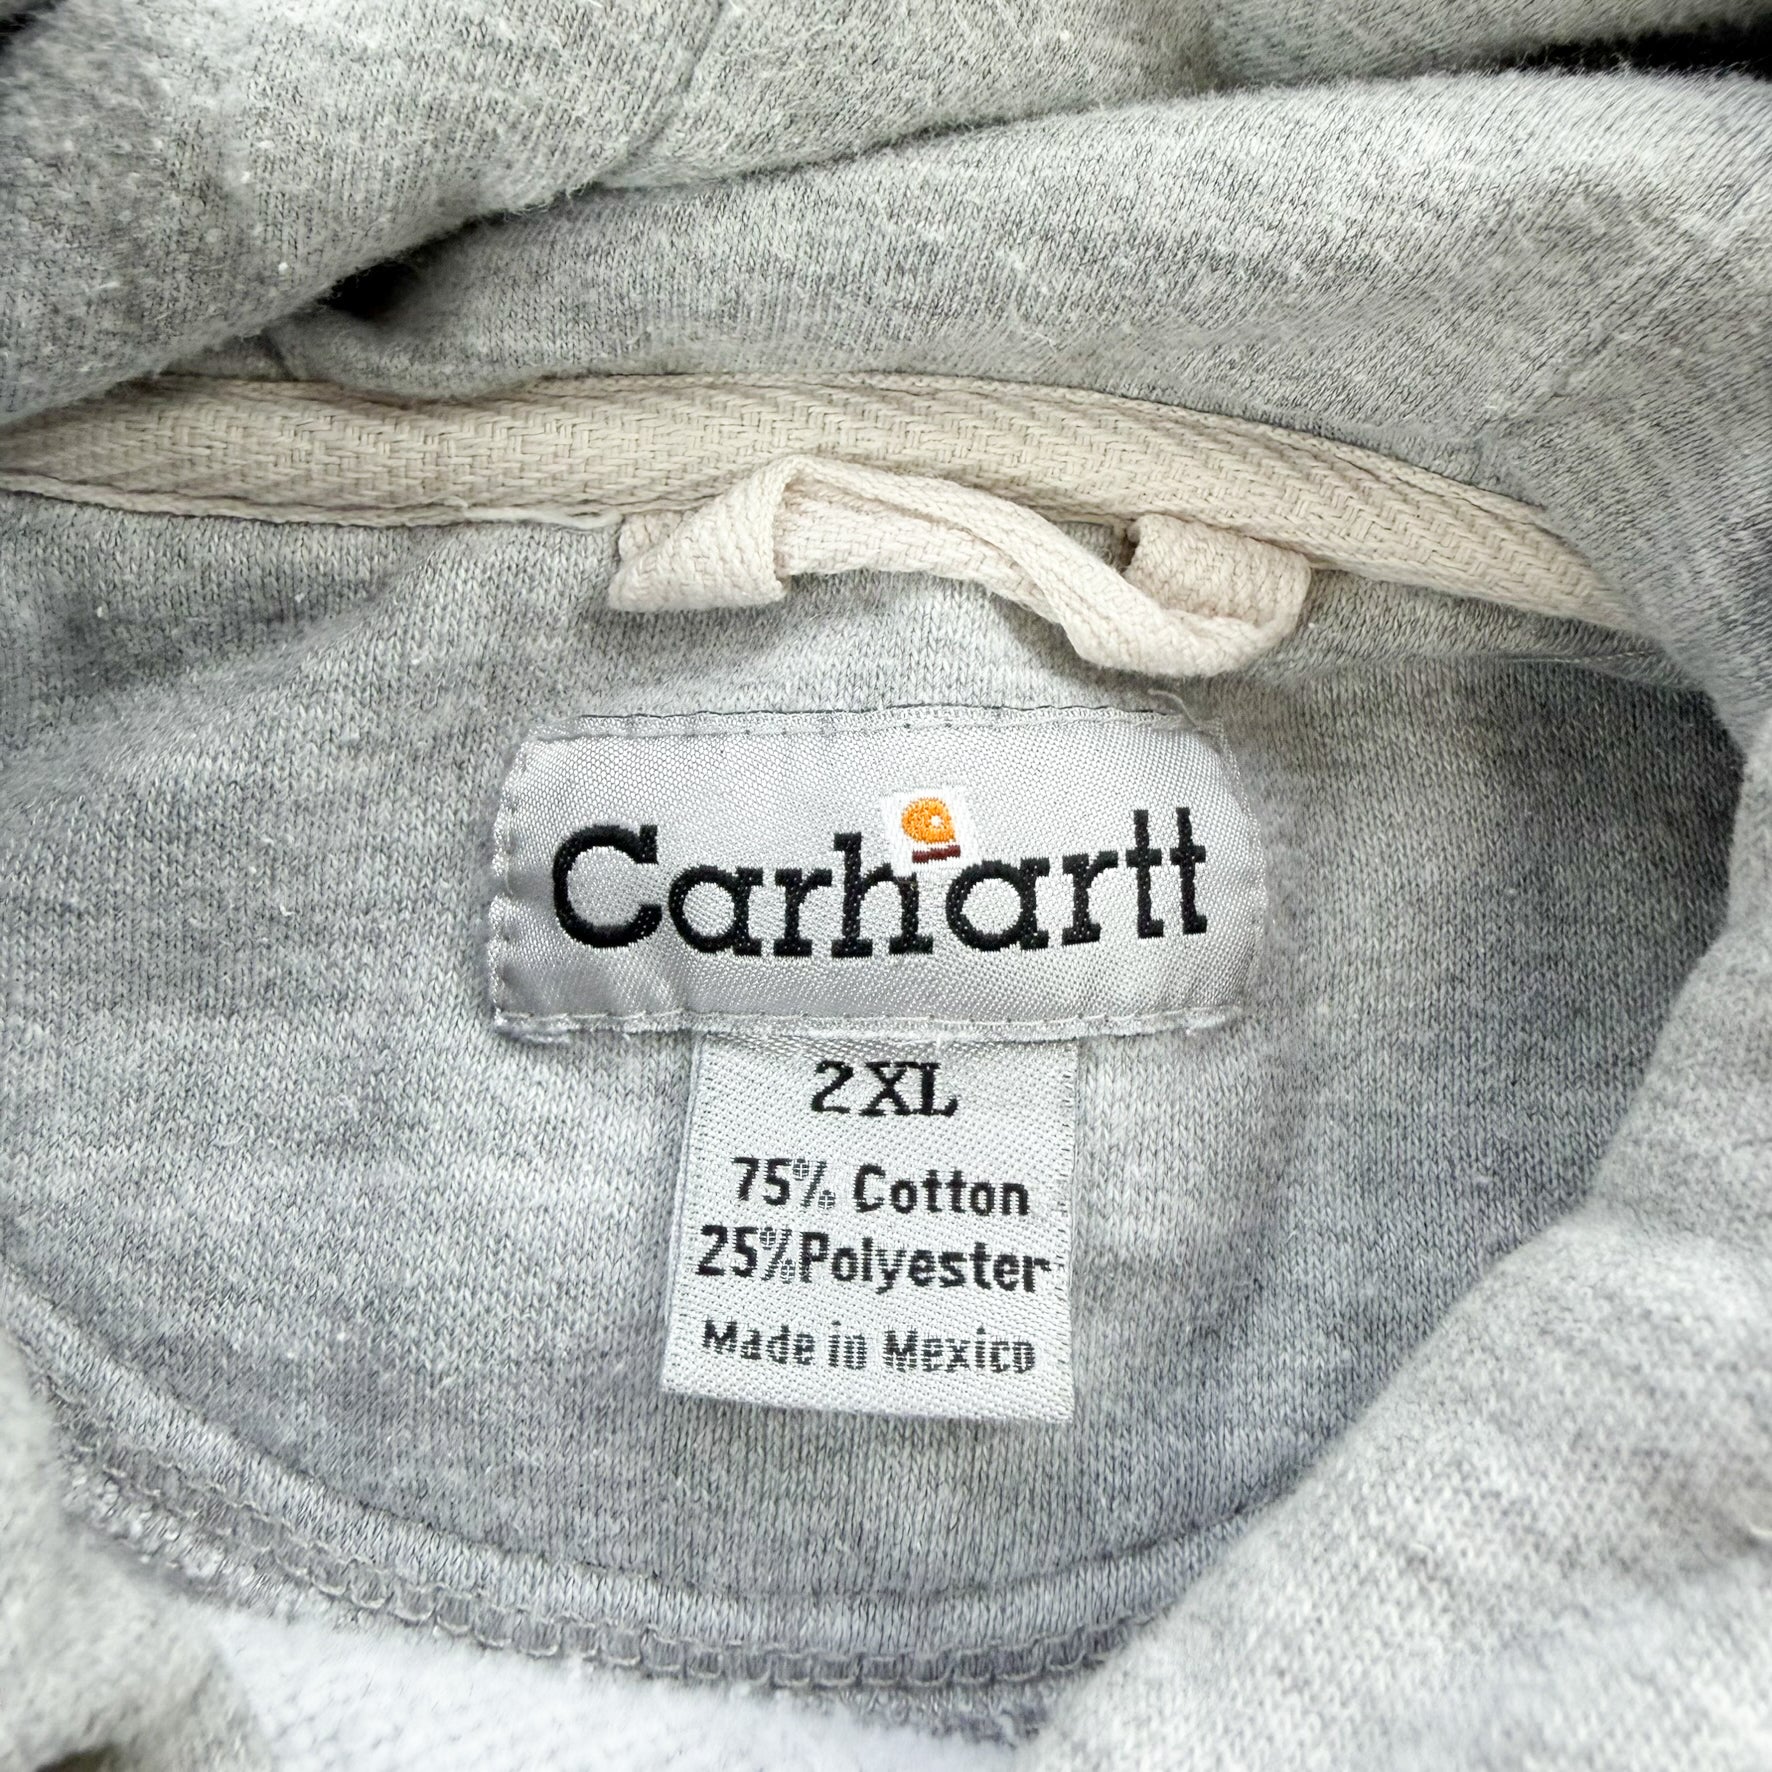 Carhartt
2XL
75% Cotton
25% Polyester
Made in Mexico